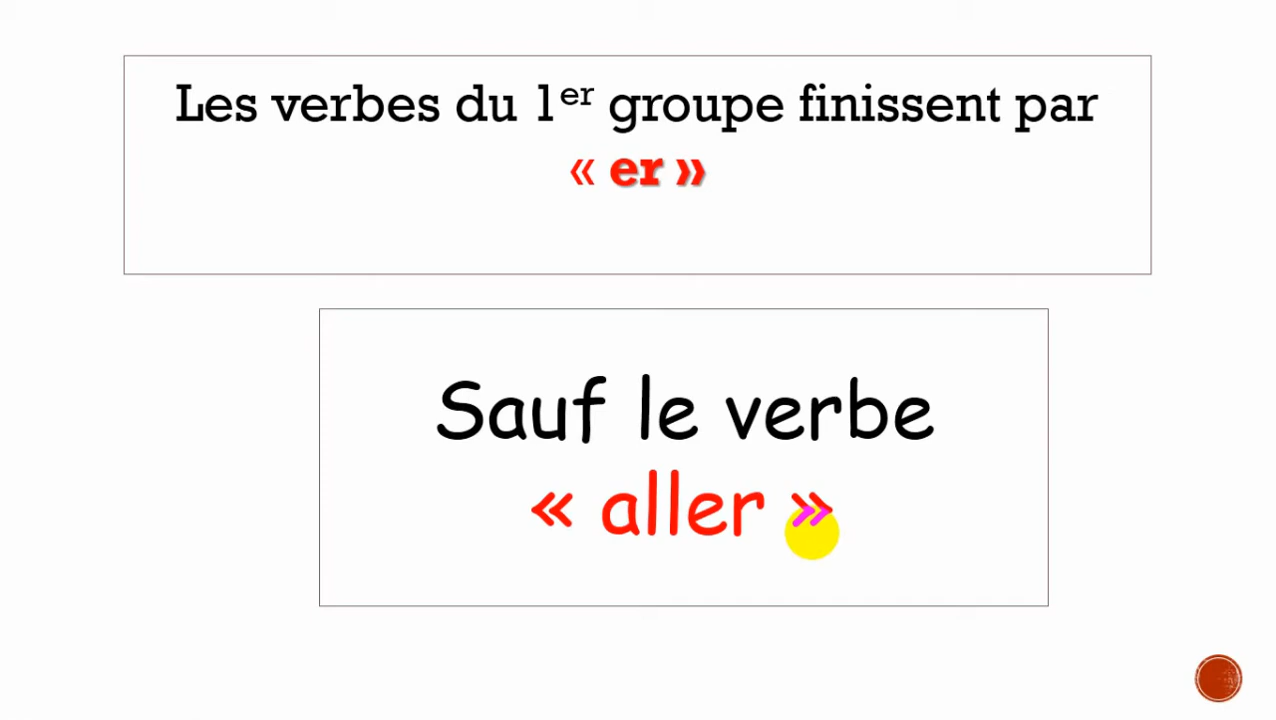 Les verbes du 1er groupe finissent par
« er »
Sauf le verbe
« aller »